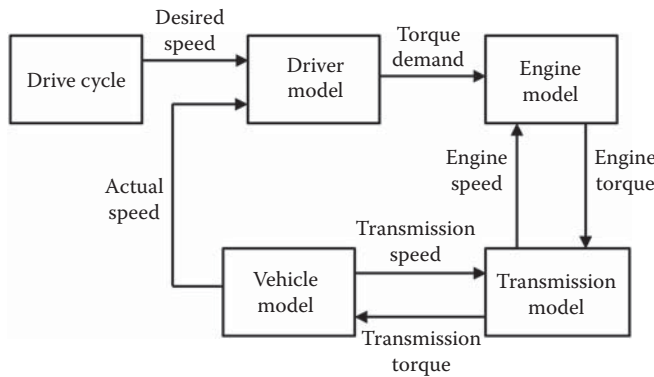 Desired
speed
Drive cycle
Driver
model
Torque
demand
Engine
model
Actual
speed
Engine
speed
Engine
torque
Transmission
speed
Vehicle
model
Transmission
model
Transmission
torque